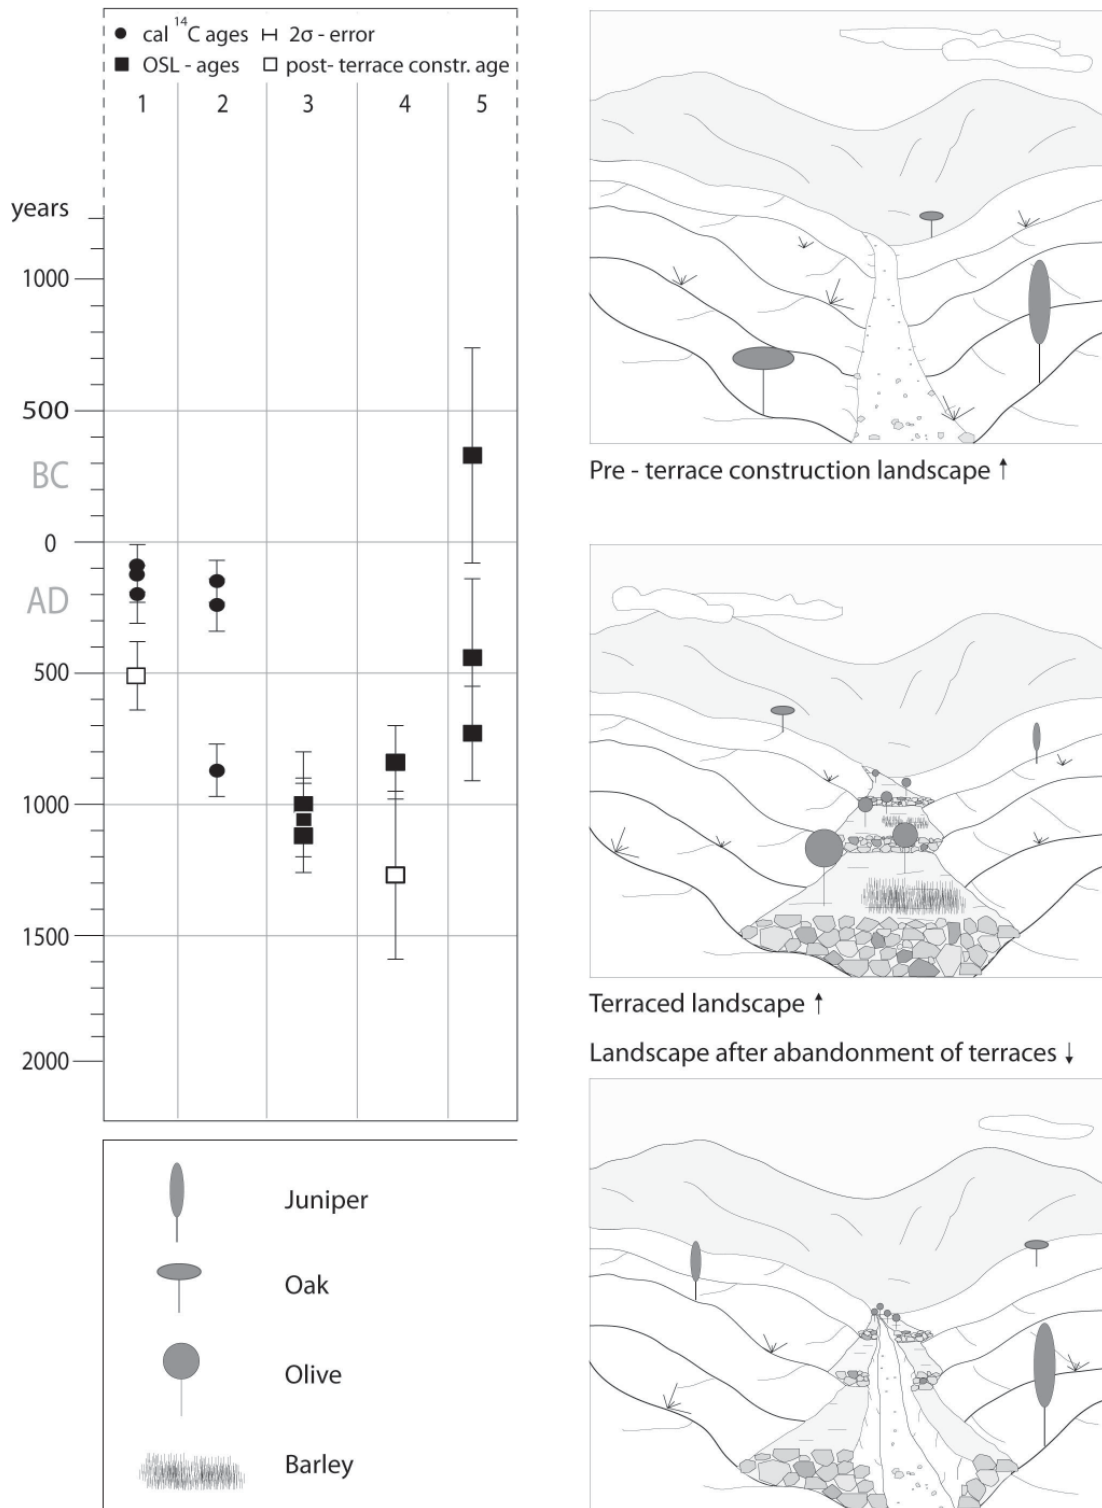 cal ¹⁴C ages 2σ - error
OSL - ages post- terrace constr. age
1 2 3 4 5
years
1000
500
BC
0
AD
500
1000
1500
2000
Juniper
Oak
Olive
Barley
Pre - terrace construction landscape ↑
Terraced landscape ↑
Landscape after abandonment of terraces ↓